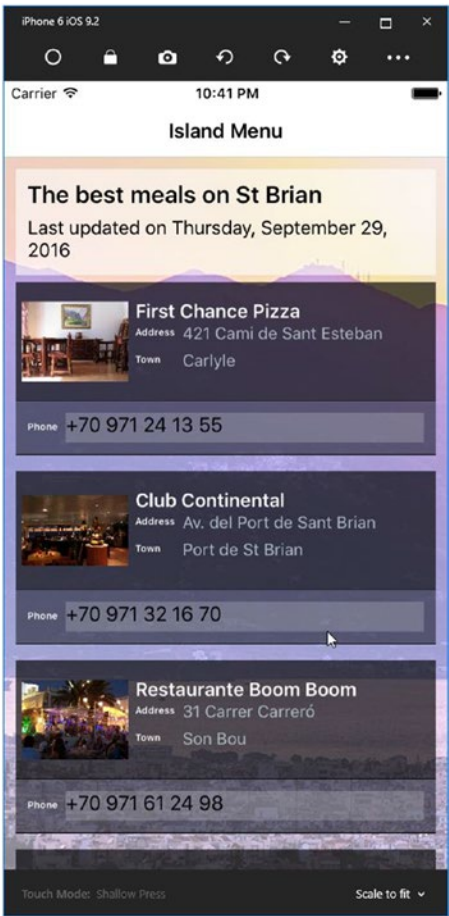 iPhone 6 iOS 9.2
Carrier 10:41 PM
Island Menu
The best meals on St Brian
Last updated on Thursday, September 29,
2016
First Chance Pizza
Address 421 Cami de Sant Esteban
Town Carlyle
Phone +70 971 24 13 55
Club Continental
Address Av. del Port de Sant Brian
Town Port de St Brian
Phone +70 971 32 16 70
Restaurante Boom Boom
Address 31 Carrer Carreró
Town Son Bou
Phone +70 971 61 24 98
Touch Mode: Shallow Press Scale to fit